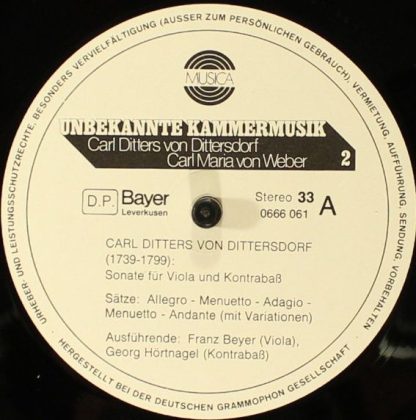 MUSICA
UNBEKANNTE KAMMERMUSIK
Carl Ditters von Dittersdorf
Carl Maria von Weber 2
D.P. Bayer
Leverkusen
Stereo 33
0666 061 A
CARL DITTERS VON DITTERSDORF
(1739-1799):
Sonate für Viola und Kontrabaß
Sätze: Allegro - Menuetto - Adagio -
Menuetto - Andante (mit Variationen)
Ausführende: Franz Beyer (Viola),
Georg Hörtnagel (Kontrabaß)
URHEBER UND LEISTUNGSSCHUTZRECHTE, BESONDERS VERVIELFÄLTIGUNG (AUSSER ZUM PERSÖNLICHEN GEBRAUCH), VERMIETUNG, AUFFÜHRUNG, SENDUNG, VORBEHALTEN
HERGESTELLT BEI DER DEUTSCHEN GRAMMOPHON GESELLSCHAFT